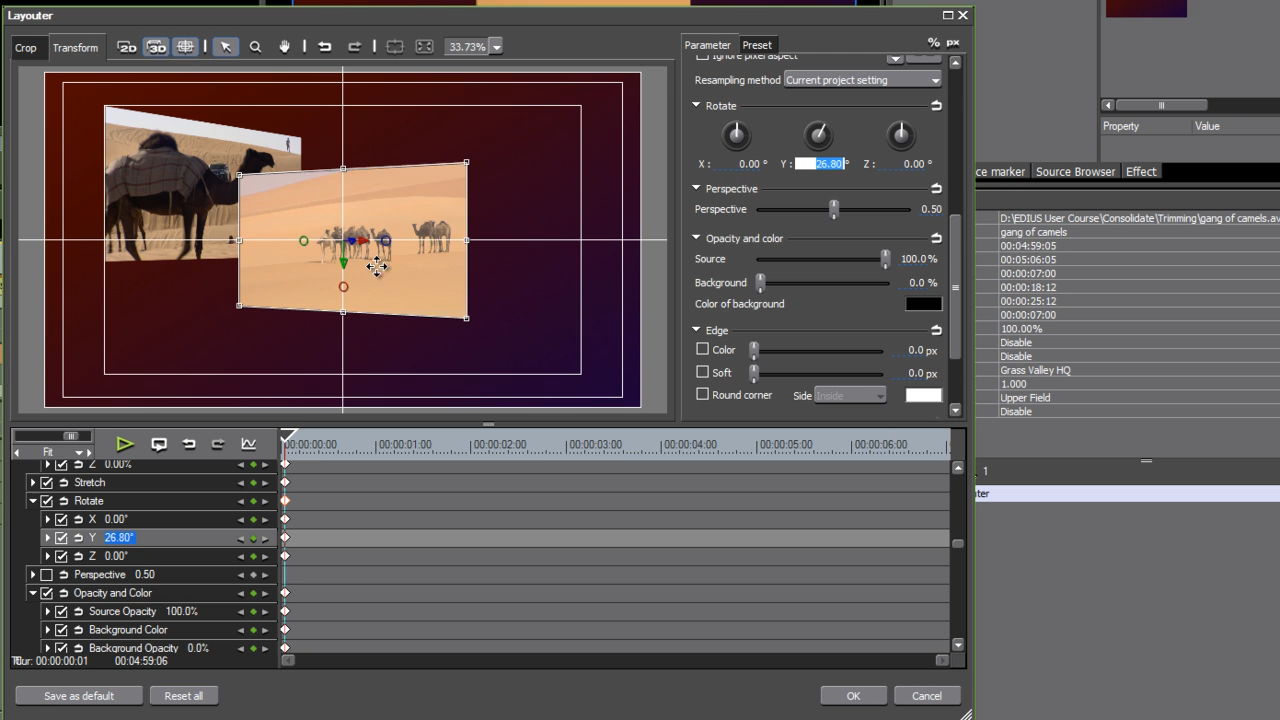 Layouter
Crop Transform 2D 3D 33.73%
Parameter Preset % px
Ignore pixel aspect
Resampling method Current project setting
Rotate
X : 0.00 ° Y : 26.80 ° Z : 0.00 °
Perspective
Perspective 0.50
Opacity and color
Source 100.0 %
Background 0.0 %
Color of background
Edge
Color 0.0 px
Soft 0.0 px
Round corner Side Inside
Property Value
ce marker Source Browser Effect
D:\EDIUS User Course\Consolidate\Trimming\gang of camels.av
gang of camels
00:04:59:05
00:05:06:05
00:00:07:00
00:00:18:12
00:00:25:12
00:00:07:00
100.00%
Disable
Disable
Grass Valley HQ
1.000
Upper Field
Disable
1
Fit
00:00:00:00 00:00:01:00 00:00:02:00 00:00:03:00 00:00:04:00 00:00:05:00 00:00:06:00
Z 0.00%
Stretch
Rotate
X 0.00°
Y 26.80°
Z 0.00°
Perspective 0.50
Opacity and Color
Source Opacity 100.0%
Background Color
Background Opacity 0.0%
00:00:00:01 00:04:59:06
Save as default Reset all OK Cancel